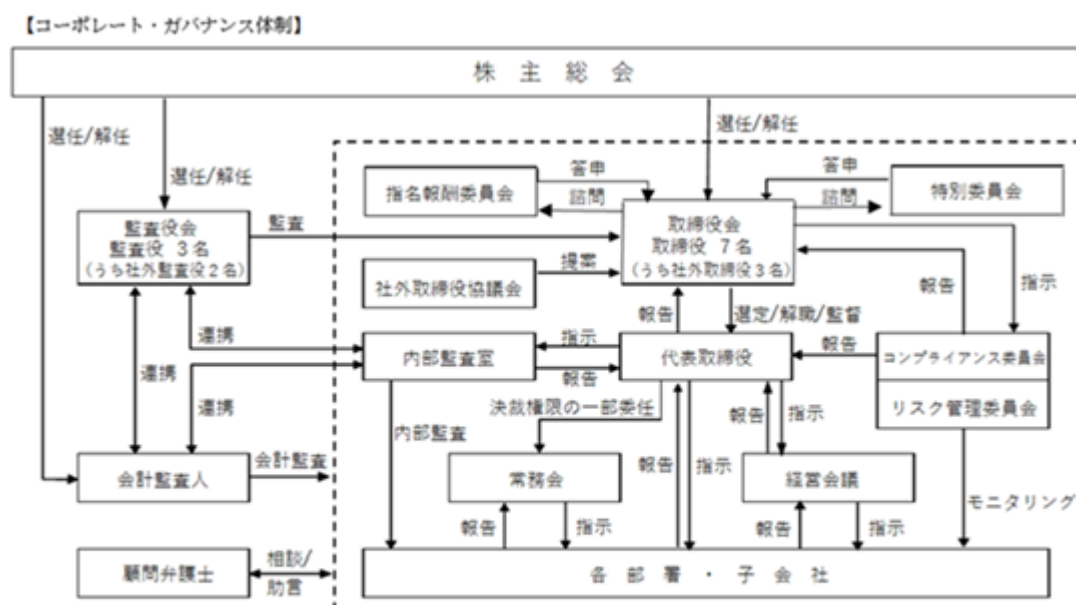 【コーポレート・ガバナンス体制】
株主総会
選任/解任
選任/解任
選任/解任
指名報酬委員会
答申
諮問
答申
諮問
特別委員会
監査役会
監査役 3名
(うち社外監査役2名)
監査
取締役会
取締役 7名
(うち社外取締役3名)
社外取締役協議会
提案
報告
選定/解職/監督
報告
指示
連携
連携
連携
内部監査室
指示
報告
代表取締役
報告
コンプライアンス委員会
リスク管理委員会
決裁権限の一部委任
内部監査
報告
指示
会計監査人
会計監査
常務会
報告
指示
経営会議
モニタリング
報告
指示
報告
指示
顧問弁護士
相談/
助言
各部署・子会社